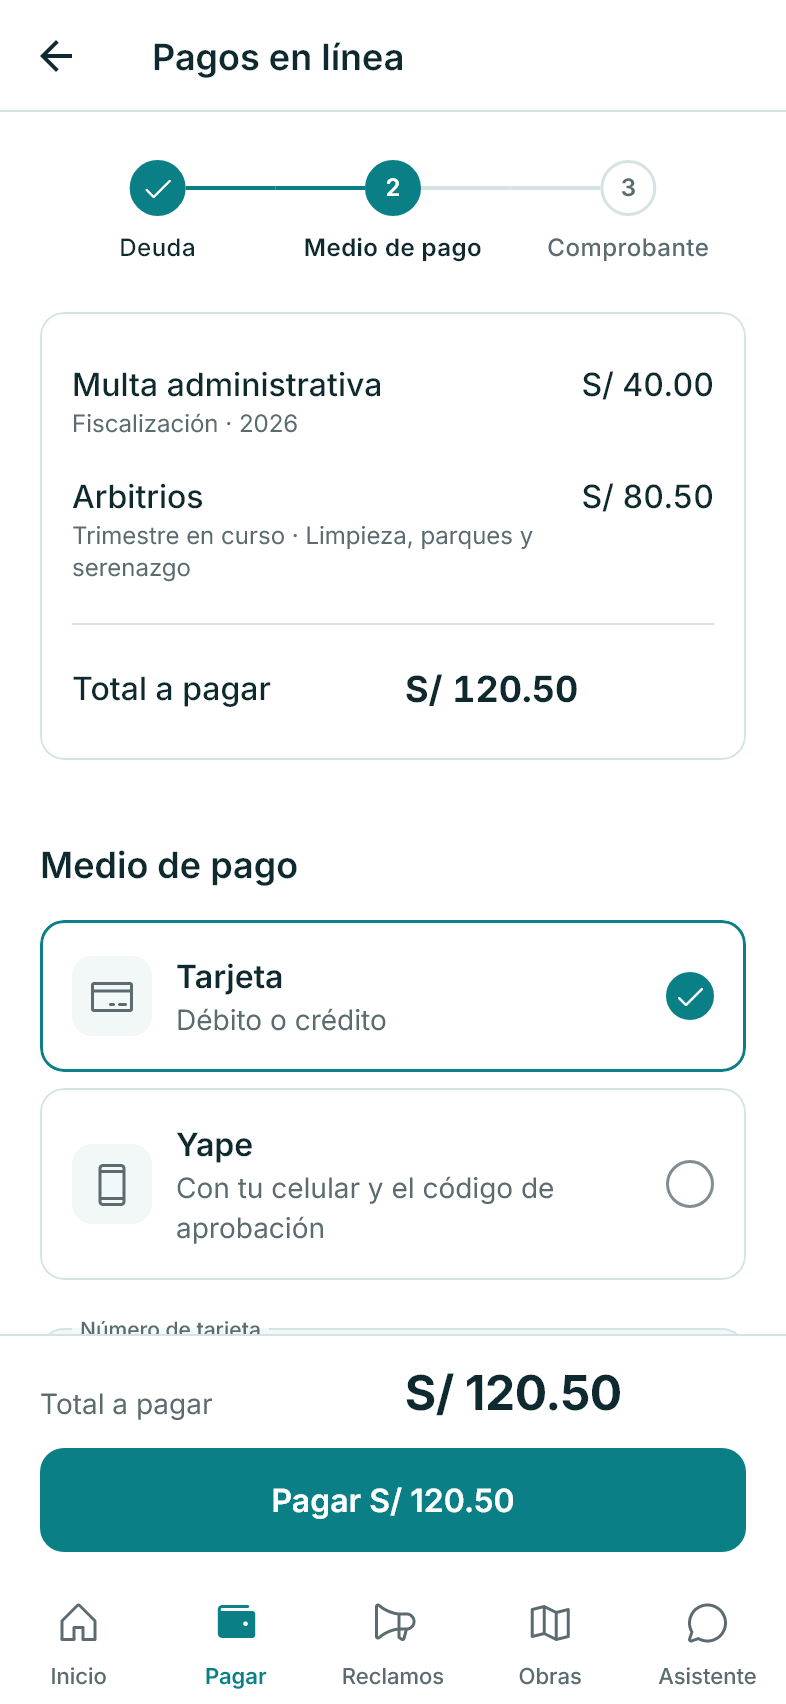 Pagos en línea
2
3
Deuda
Medio de pago
Comprobante
Multa administrativa
S/ 40.00
Fiscalización · 2026
Arbitrios
S/ 80.50
Trimestre en curso · Limpieza, parques y
serenazgo
Total a pagar
S/ 120.50
Medio de pago
Tarjeta
Débito o crédito
Yape
Con tu celular y el código de
aprobación
Número de tarjeta
Total a pagar
S/ 120.50
Pagar S/ 120.50
Inicio
Pagar
Reclamos
Obras
Asistente